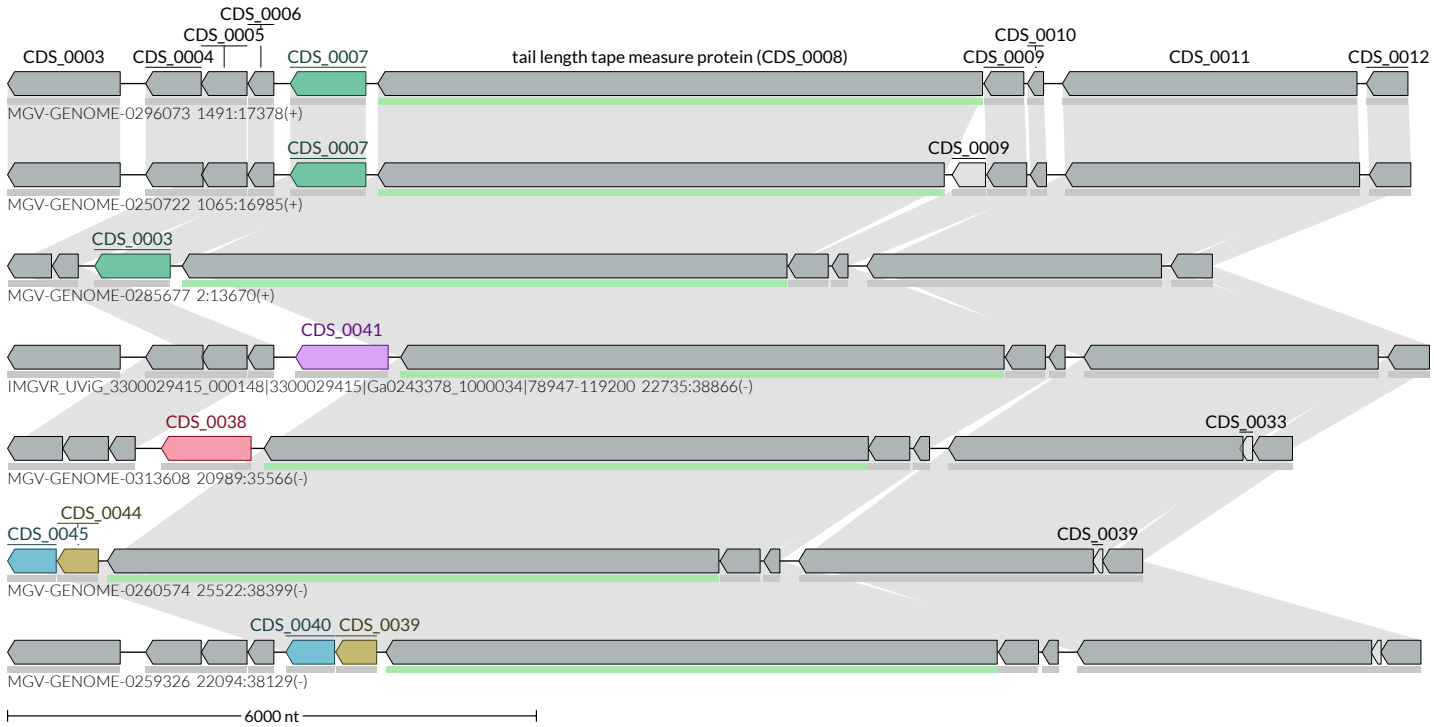 CDS_0006
CDS_0005
CDS_0010
CDS_0003 CDS_0004 CDS_0007 tail length tape measure protein (CDS_0008) CDS_0009 CDS_0011 CDS_0012
MGV-GENOME-0296073 1491:17378(+)
CDS_0007 CDS_0009
MGV-GENOME-0250722 1065:16985(+)
CDS_0003
MGV-GENOME-0285677 2:13670(+)
CDS_0041
IMGVR_UViG_3300029415_000148|3300029415|Ga0243378_1000034|78947-119200 22735:38866(-)
CDS_0038 CDS_0033
MGV-GENOME-0313608 20989:35566(-)
CDS_0044
CDS_0045 CDS_0039
MGV-GENOME-0260574 25522:38399(-)
CDS_0040 CDS_0039
MGV-GENOME-0259326 22094:38129(-)
6000 nt